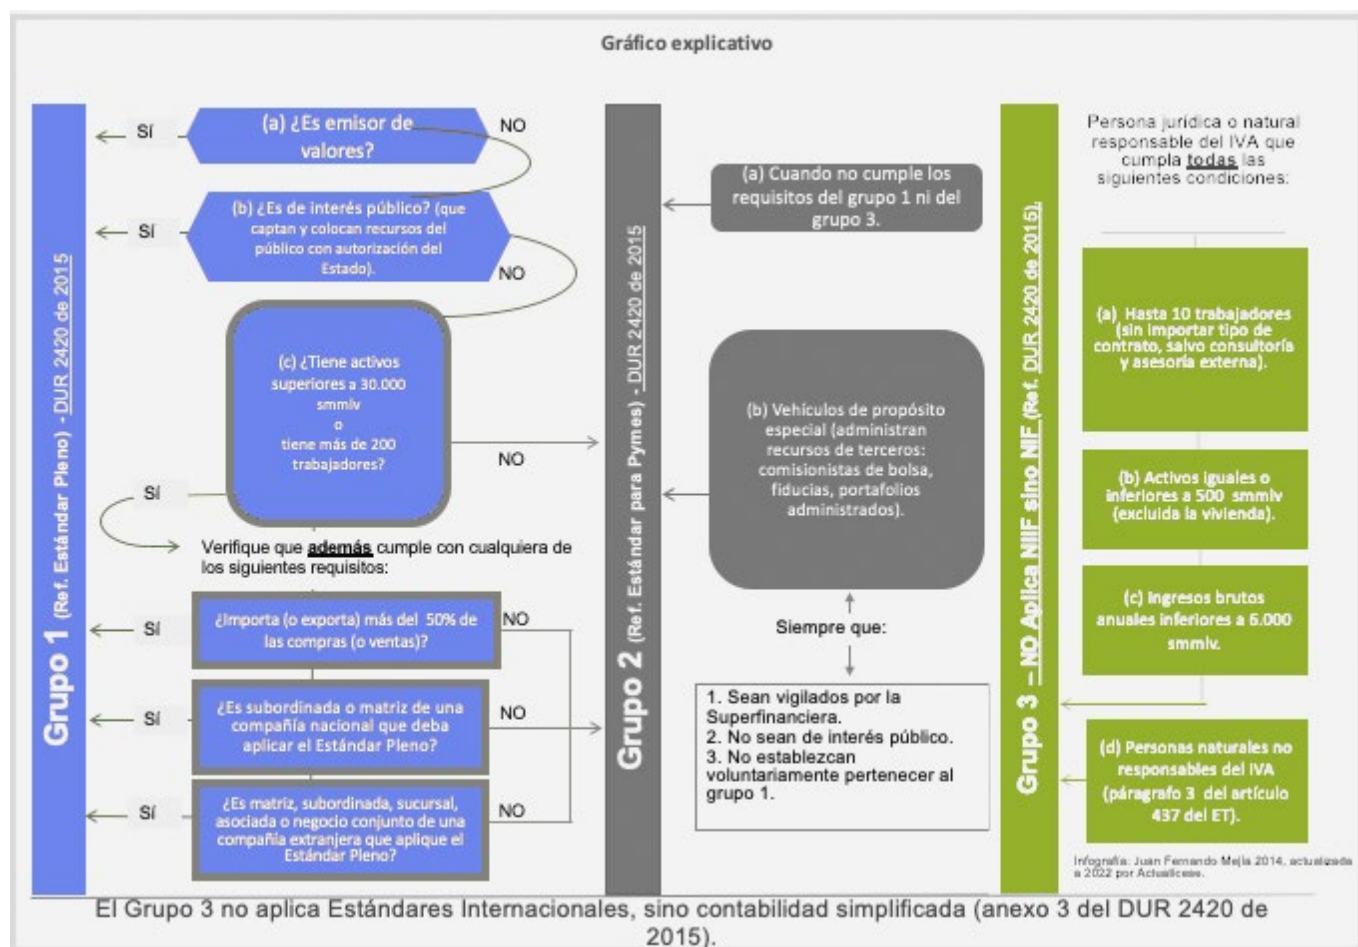 Gráfico explicativo
Grupo 1 (Ref. Estándar Pleno) - DUR 2420 de 2015
Sí
(a) ¿Es emisor de
valores?
NO
Sí
(b) ¿Es de interés público? (que
captan y colocan recursos del
público con autorización del
Estado).
NO
(c) ¿Tiene activos
superiores a 30.000
smmlv
o
tiene más de 200
trabajadores?
NO
Sí
Verifique que además cumple con cualquiera de
los siguientes requisitos:
Sí
¿Importa (o exporta) más del 50% de
las compras (o ventas)?
NO
Sí
¿Es subordinada o matriz de una
compañía nacional que deba
aplicar el Estándar Pleno?
NO
Sí
¿Es matriz, subordinada, sucursal,
asociada o negocio conjunto de una
compañía extranjera que aplique el
Estándar Pleno?
NO
Grupo 2 (Ref. Estándar para Pymes) - DUR 2420 de 2015
(a) Cuando no cumple los
requisitos del grupo 1 ni del
grupo 3.
(b) Vehículos de propósito
especial (administran
recursos de terceros:
comisionistas de bolsa,
fiducias, portafolios
administrados).
Siempre que:
1. Sean vigilados por la
Superfinanciera.
2. No sean de interés público.
3. No establezcan
voluntariamente pertenecer al
grupo 1.
Grupo 3 – NO Aplica NIIF sino NIF (Ref. DUR 2420 de 2015).
Persona jurídica o natural
responsable del IVA que
cumpla todas las
siguientes condiciones:
(a) Hasta 10 trabajadores
(sin importar tipo de
contrato, salvo consultoría
y asesoría externa).
(b) Activos iguales o
inferiores a 500 smmlv
(excluida la vivienda).
(c) Ingresos brutos
anuales inferiores a 6.000
smmlv.
(d) Personas naturales no
responsables del IVA
(páragrafo 3 del artículo
437 del ET).
Infografía: Juan Fernando Mejía 2014, actualizada
a 2022 por Actualícese.
El Grupo 3 no aplica Estándares Internacionales, sino contabilidad simplificada (anexo 3 del DUR 2420 de
2015).